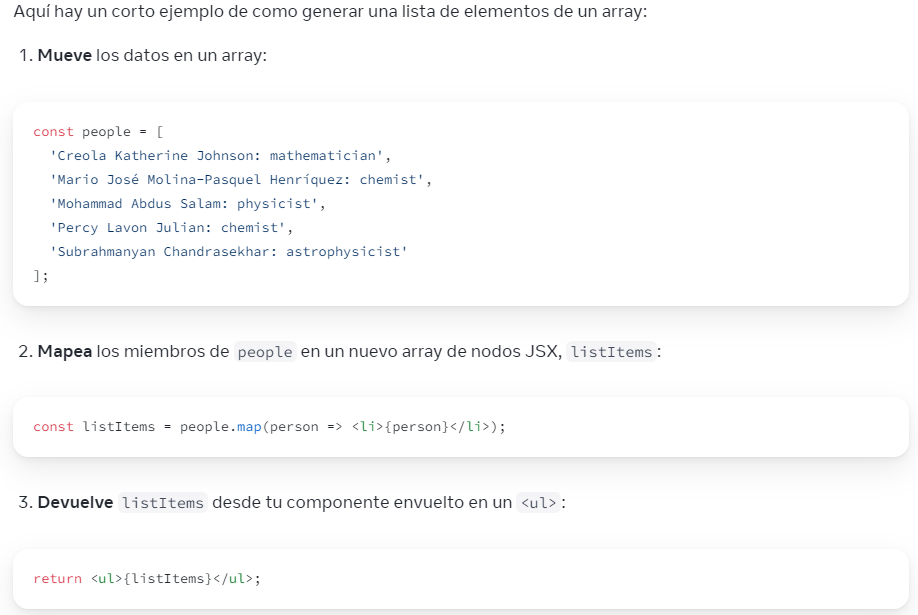 Aquí hay un corto ejemplo de como generar una lista de elementos de un array:
1. Mueve los datos en un array:
const people = [
  'Creola Katherine Johnson: mathematician',
  'Mario José Molina-Pasquel Henríquez: chemist',
  'Mohammad Abdus Salam: physicist',
  'Percy Lavon Julian: chemist',
  'Subrahmanyan Chandrasekhar: astrophysicist'
];
2. Mapea los miembros de people en un nuevo array de nodos JSX, listItems:
const listItems = people.map(person => <li>{person}</li>);
3. Devuelve listItems desde tu componente envuelto en un <ul>:
return <ul>{listItems}</ul>;